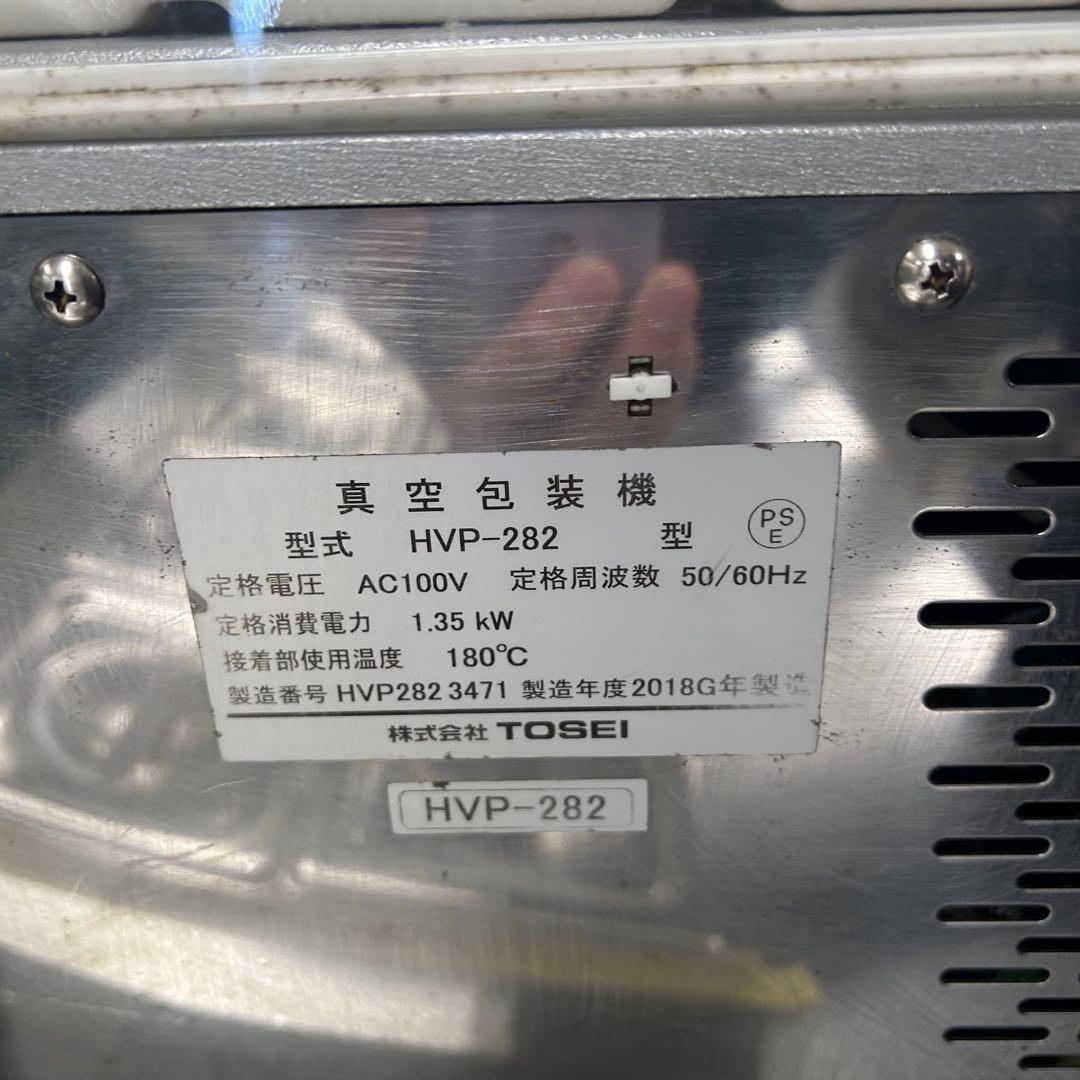 真空包装機
型式 HVP-282 型 PSE
定格電圧 AC100V 定格周波数 50/60Hz
定格消費電力 1.35 kW
接着部使用温度 180℃
製造番号 HVP282 3471 製造年度2018G年製造
株式会社 TOSEI
HVP-282